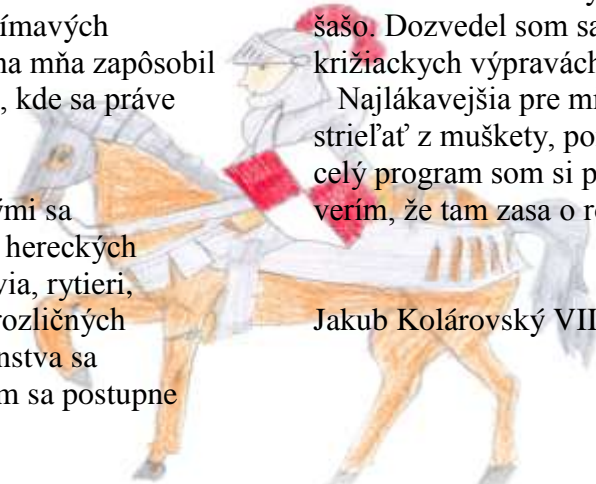 ímavých
na mňa zapôsobil
, kde sa práve
ými sa
hereckých
via, rytieri,
rozličných
nstva sa
m sa postupne
šašo. Dozvedel som sa
križiackych výpravách
Najlákavejšia pre m
strieľať z muškety, po
celý program som si p
verím, že tam zasa o r
Jakub Kolárovský VII